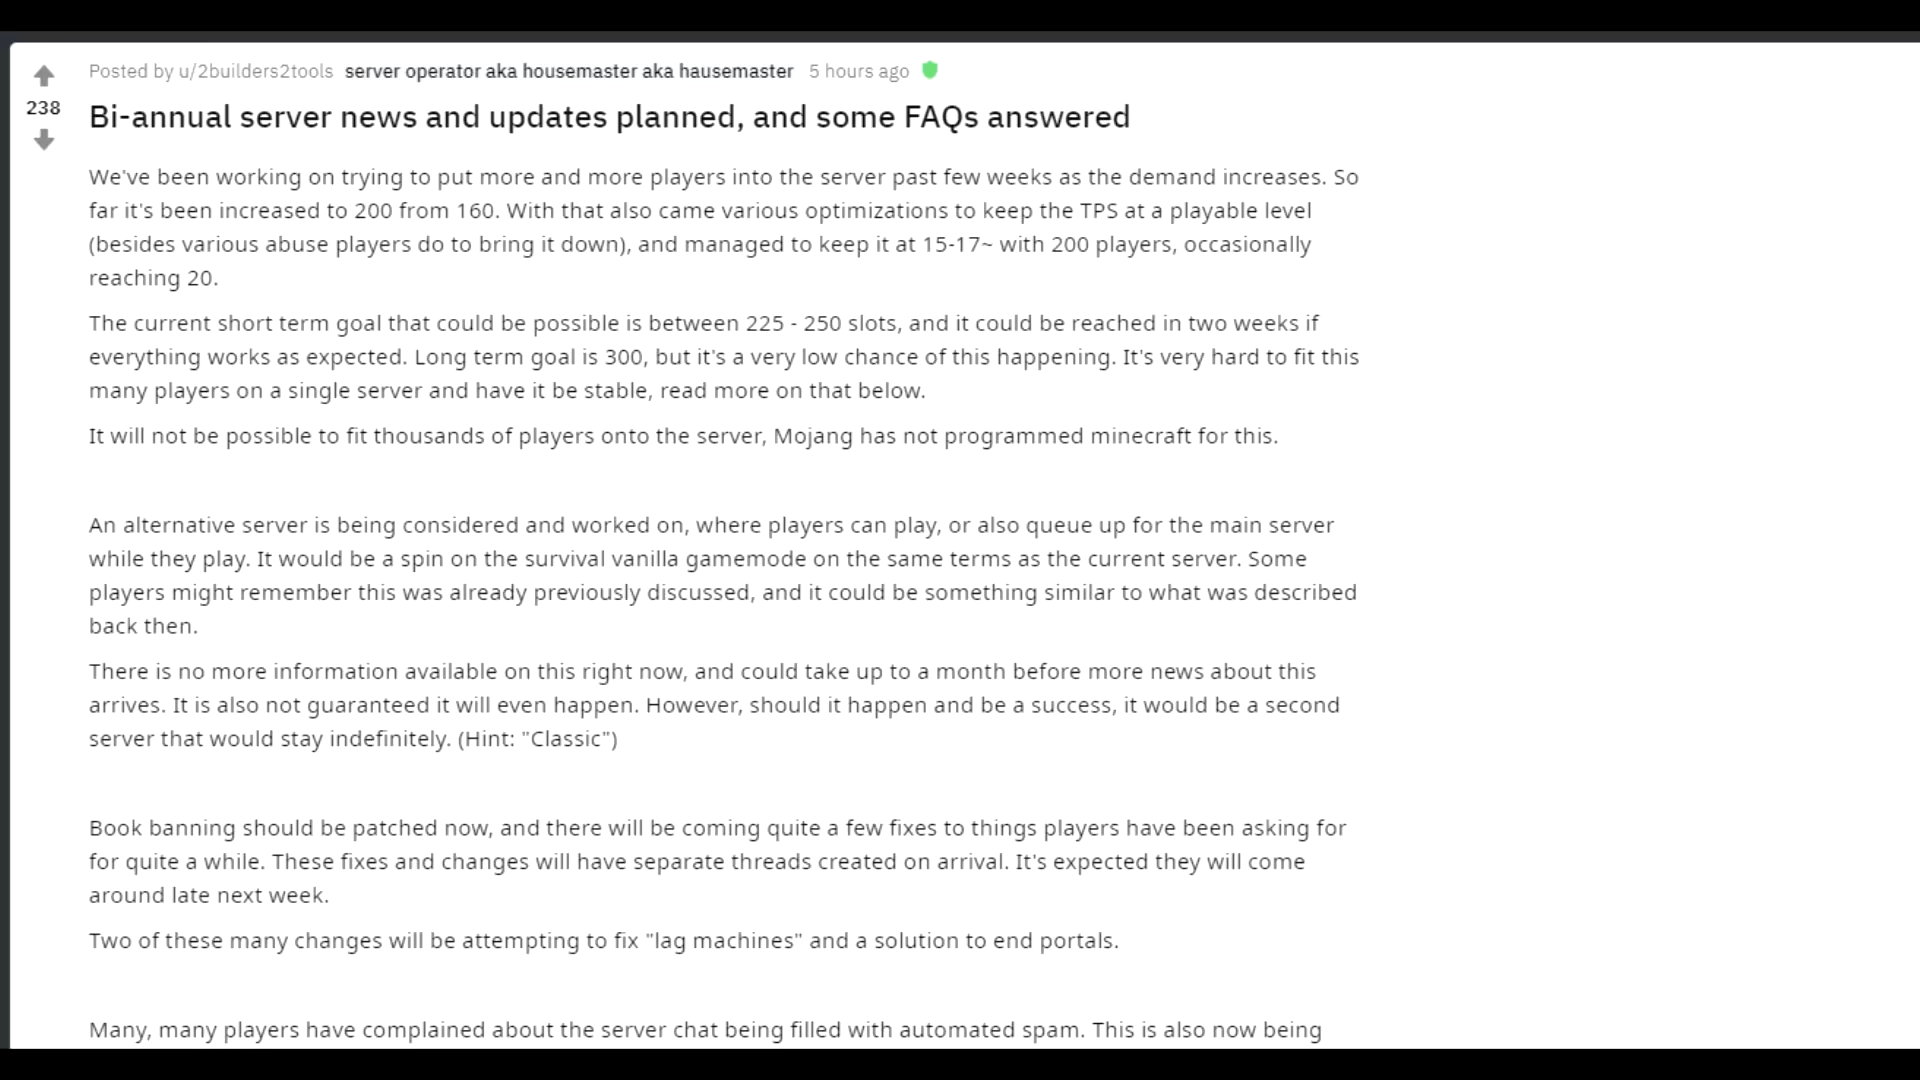 Posted by u/2builders2tools server operator aka housemaster aka hausemaster 5 hours ago
238
Bi-annual server news and updates planned, and some FAQs answered
We've been working on trying to put more and more players into the server past few weeks as the demand increases. So
far it's been increased to 200 from 160. With that also came various optimizations to keep the TPS at a playable level
(besides various abuse players do to bring it down), and managed to keep it at 15-17~ with 200 players, occasionally
reaching 20.
The current short term goal that could be possible is between 225 - 250 slots, and it could be reached in two weeks if
everything works as expected. Long term goal is 300, but it's a very low chance of this happening. It's very hard to fit this
many players on a single server and have it be stable, read more on that below.
It will not be possible to fit thousands of players onto the server, Mojang has not programmed minecraft for this.
An alternative server is being considered and worked on, where players can play, or also queue up for the main server
while they play. It would be a spin on the survival vanilla gamemode on the same terms as the current server. Some
players might remember this was already previously discussed, and it could be something similar to what was described
back then.
There is no more information available on this right now, and could take up to a month before more news about this
arrives. It is also not guaranteed it will even happen. However, should it happen and be a success, it would be a second
server that would stay indefinitely. (Hint: "Classic")
Book banning should be patched now, and there will be coming quite a few fixes to things players have been asking for
for quite a while. These fixes and changes will have separate threads created on arrival. It's expected they will come
around late next week.
Two of these many changes will be attempting to fix "lag machines" and a solution to end portals.
Many, many players have complained about the server chat being filled with automated spam. This is also now being